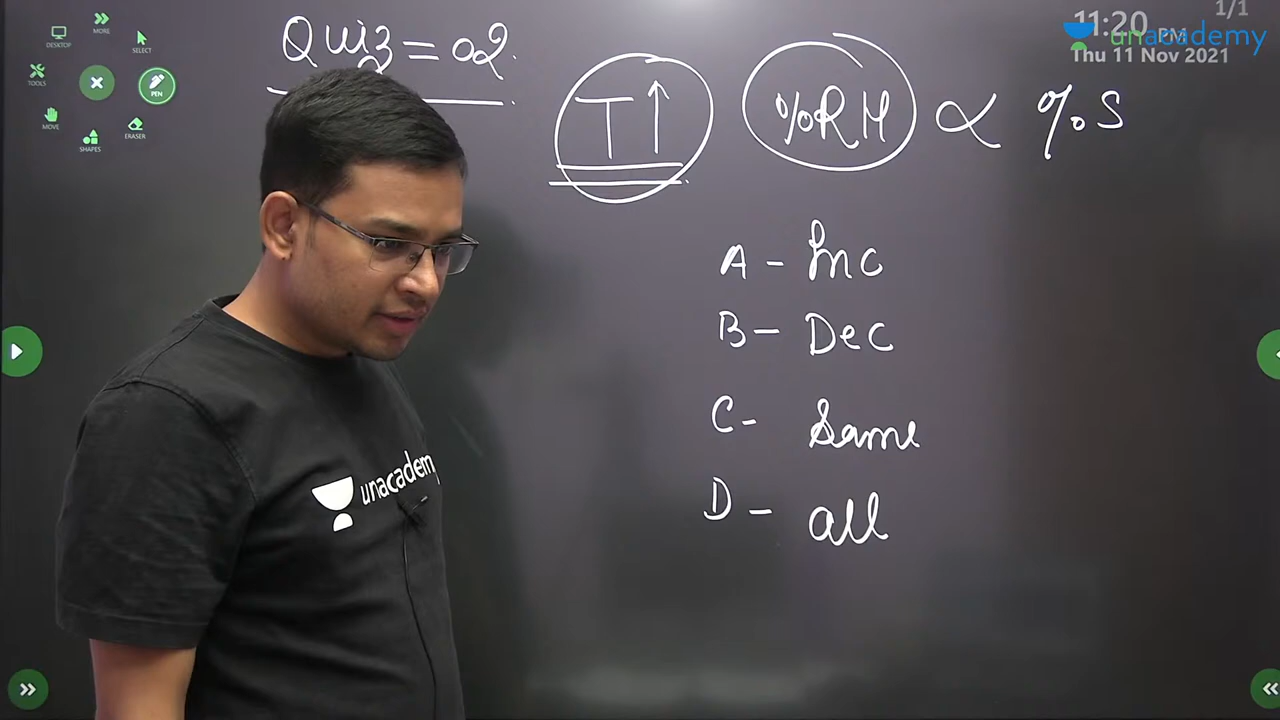 1/1
11:20 PM
unacademy
Thu 11 Nov 2021
MORE
DESKTOP
SELECT
TOOLS
PEN
MOVE
ERASER
SHAPES
Quiz = 02.
T↑ %RH ∝ %S
A - Inc
B - Dec
C - Same
D - all
unacademy